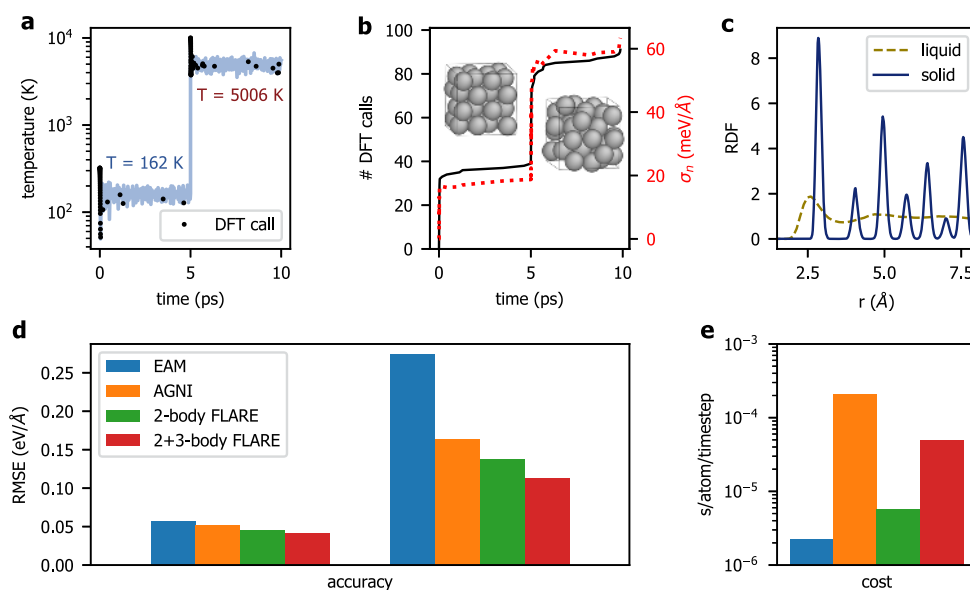 a
temperature (K)
10⁴
10³
10²
T = 5006 K
T = 162 K
DFT call
0
5
10
time (ps)
b
# DFT calls
100
80
60
40
20
0
60
40
20
0
σₙ (meV/Å)
0
5
10
time (ps)
c
RDF
8
6
4
2
0
liquid
solid
2.5
5.0
7.5
r (Å)
d
RMSE (eV/Å)
0.25
0.20
0.15
0.10
0.05
0.00
EAM
AGNI
2-body FLARE
2+3-body FLARE
accuracy
e
s/atom/timestep
10⁻³
10⁻⁴
10⁻⁵
10⁻⁶
cost